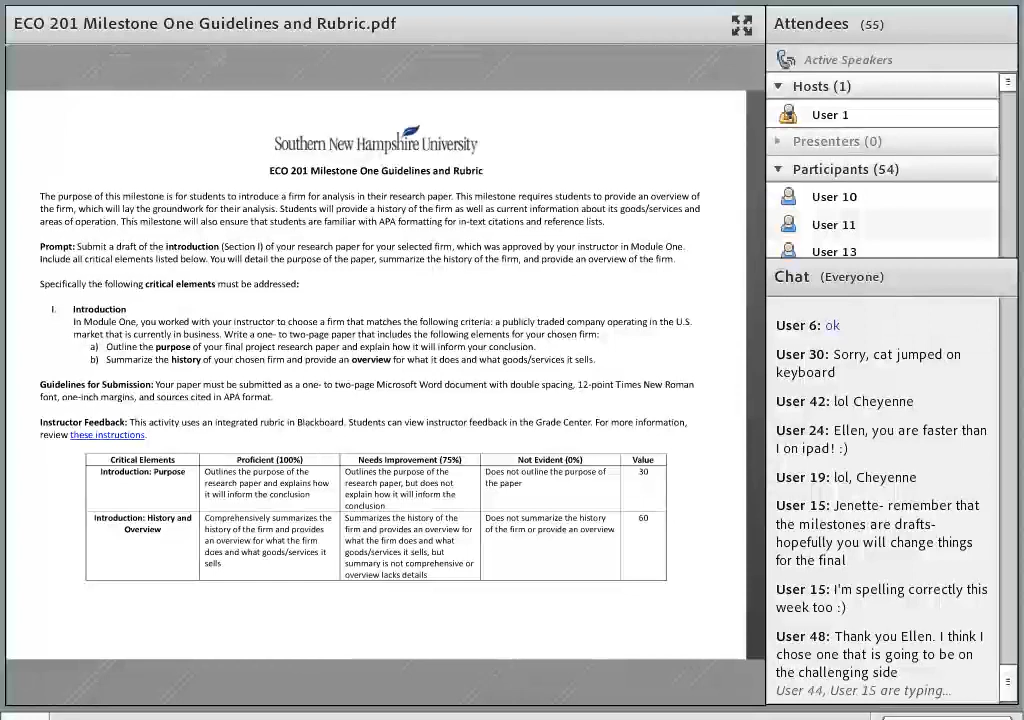 ECO 201 Milestone One Guidelines and Rubric.pdf
Southern New Hampshire University
ECO 201 Milestone One Guidelines and Rubric
The purpose of this milestone is for students to introduce a firm for analysis in their research paper. This milestone requires students to provide an overview of
the firm, which will lay the groundwork for their analysis. Students will provide a history of the firm as well as current information about its goods/services and
areas of operation. This milestone will also ensure that students are familiar with APA formatting for in-text citations and reference lists.
Prompt: Submit a draft of the introduction (Section I) of your research paper for your selected firm, which was approved by your instructor in Module One.
Include all critical elements listed below. You will detail the purpose of the paper, summarize the history of the firm, and provide an overview of the firm.
Specifically the following critical elements must be addressed:
I. Introduction
In Module One, you worked with your instructor to choose a firm that matches the following criteria: a publicly traded company operating in the U.S.
market that is currently in business. Write a one- to two-page paper that includes the following elements for your chosen firm:
a) Outline the purpose of your final project research paper and explain how it will inform your conclusion.
b) Summarize the history of your chosen firm and provide an overview for what it does and what goods/services it sells.
Guidelines for Submission: Your paper must be submitted as a one- to two-page Microsoft Word document with double spacing, 12-point Times New Roman
font, one-inch margins, and sources cited in APA format.
Instructor Feedback: This activity uses an integrated rubric in Blackboard. Students can view instructor feedback in the Grade Center. For more information,
review these instructions.
Critical Elements Proficient (100%) Needs Improvement (75%) Not Evident (0%) Value
Introduction: Purpose
Outlines the purpose of the
research paper and explains how
it will inform the conclusion
Outlines the purpose of the
research paper, but does not
explain how it will inform the
conclusion
Does not outline the purpose of
the paper
30
Introduction: History and
Overview
Comprehensively summarizes the
history of the firm and provides
an overview for what the firm
does and what goods/services it
sells
Summarizes the history of the
firm and provides an overview for
what the firm does and what
goods/services it sells, but
summary is not comprehensive or
overview lacks details
Does not summarize the history
of the firm or provide an overview
60
Attendees (55)
Active Speakers
Hosts (1)
User 1
Presenters (0)
Participants (54)
User 10
User 11
User 13
Chat (Everyone)
User 6: ok
User 30: Sorry, cat jumped on
keyboard
User 42: lol Cheyenne
User 24: Ellen, you are faster than
I on ipad! :)
User 19: lol, Cheyenne
User 15: Jenette- remember that
the milestones are drafts-
hopefully you will change things
for the final
User 15: I'm spelling correctly this
week too :)
User 48: Thank you Ellen. I think I
chose one that is going to be on
the challenging side
User 44, User 15 are typing...